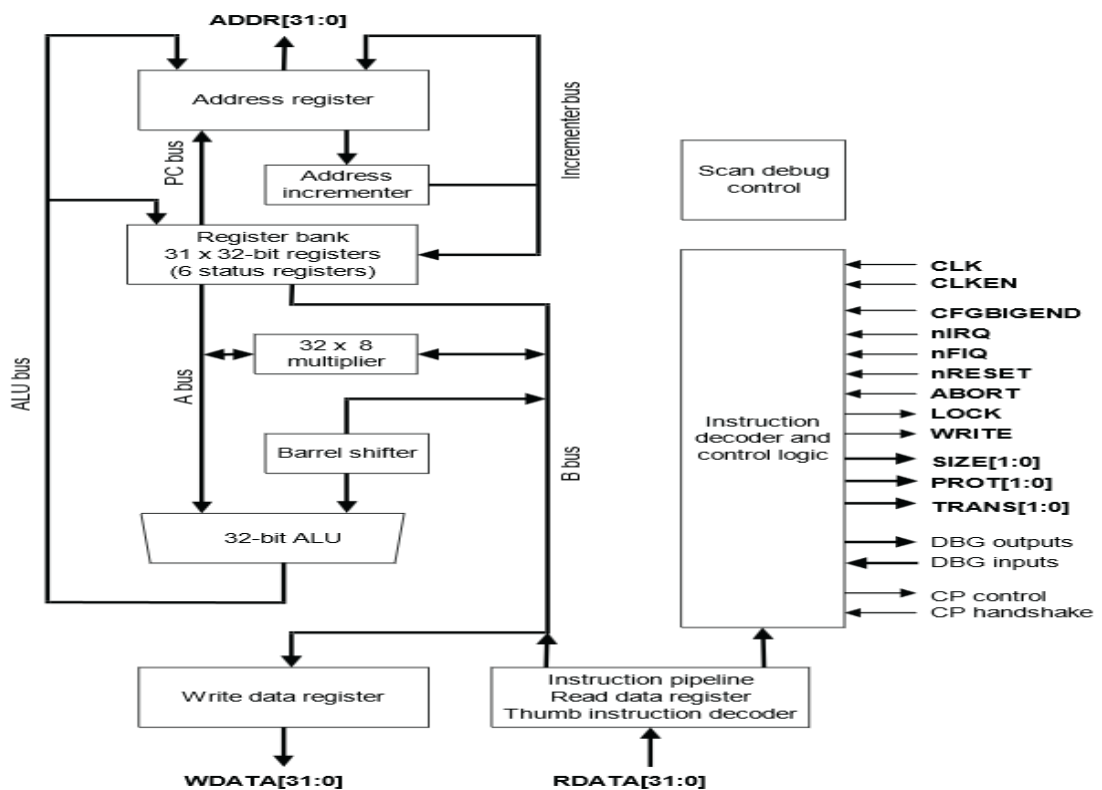 ADDR[31:0]
Address register
PC bus
Incrementer bus
Address
incrementer
Scan debug
control
Register bank
31 x 32-bit registers
(6 status registers)
ALU bus
A bus
32 x 8
multiplier
Barrel shifter
B bus
32-bit ALU
Instruction
decoder and
control logic
CLK
CLKEN
CFGBIGEND
nIRQ
nFIQ
nRESET
ABORT
LOCK
WRITE
SIZE[1:0]
PROT[1:0]
TRANS[1:0]
DBG outputs
DBG inputs
CP control
CP handshake
Write data register
Instruction pipeline
Read data register
Thumb instruction decoder
WDATA[31:0]
RDATA[31:0]